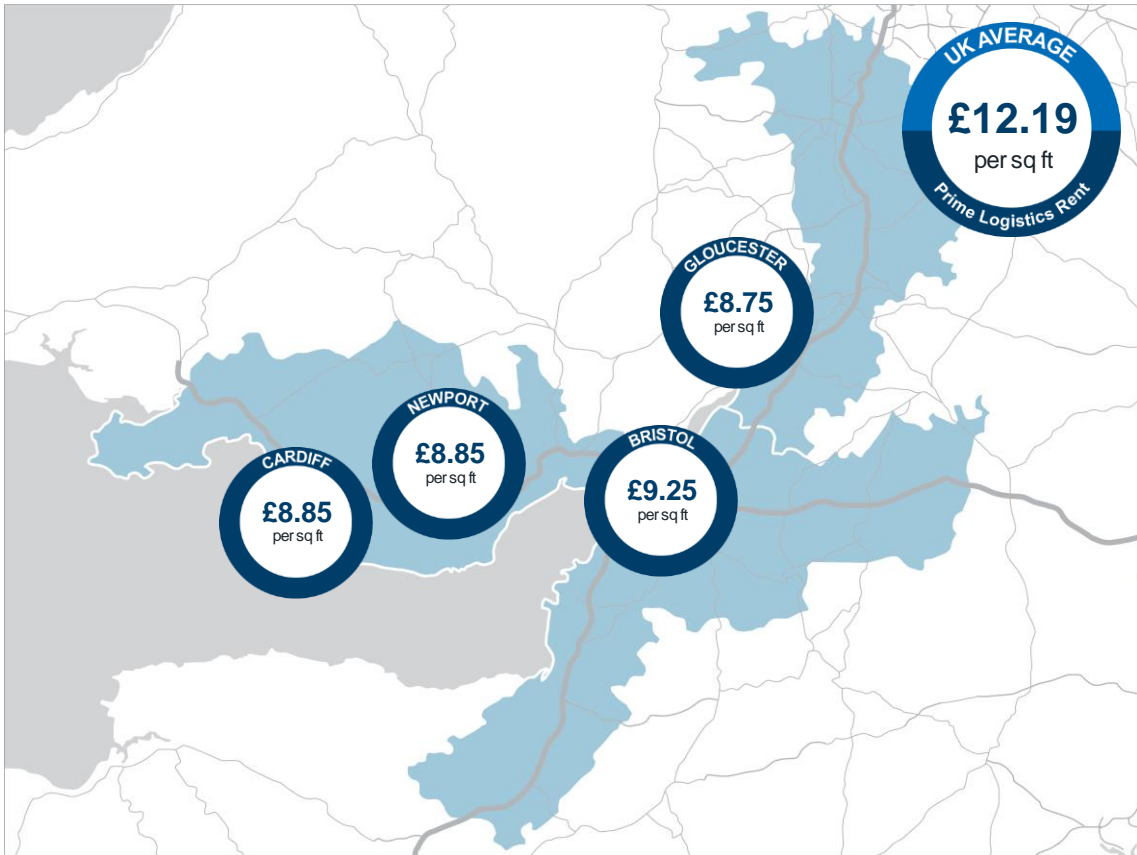 UK AVERAGE
£12.19
per sq ft
Prime Logistics Rent
GLOUCESTER
£8.75
per sq ft
NEWPORT
£8.85
per sq ft
BRISTOL
£9.25
per sq ft
CARDIFF
£8.85
per sq ft